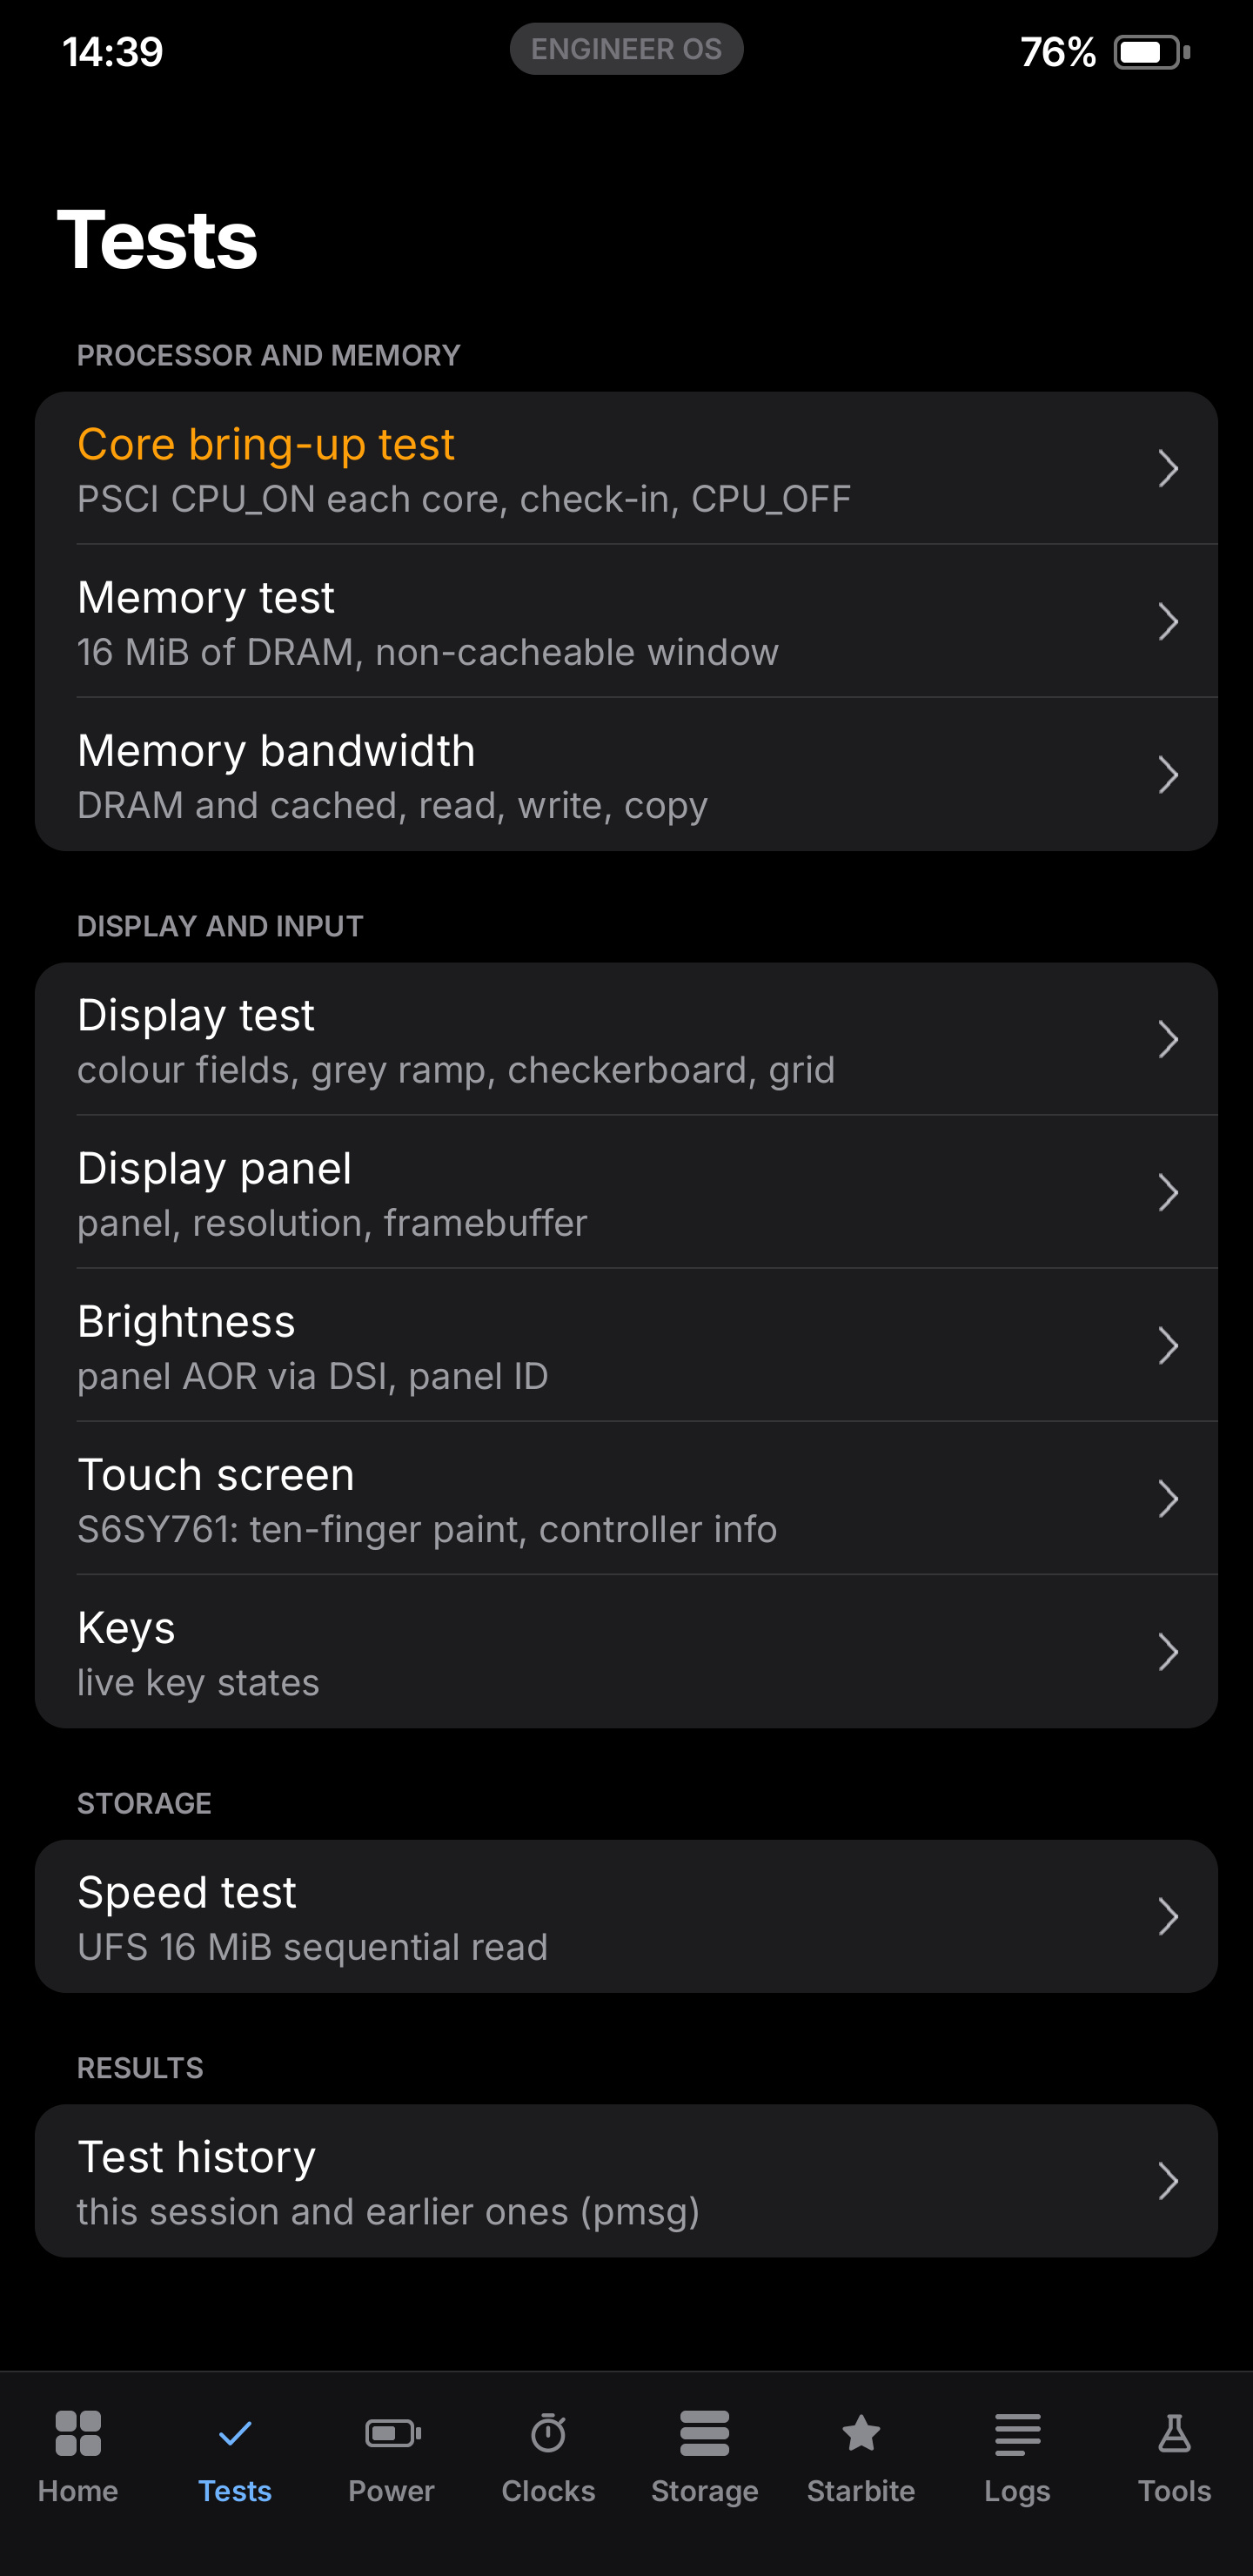 14:39
ENGINEER OS
76%
Tests
PROCESSOR AND MEMORY
Core bring-up test
PSCI CPU_ON each core, check-in, CPU_OFF
Memory test
16 MiB of DRAM, non-cacheable window
Memory bandwidth
DRAM and cached, read, write, copy
DISPLAY AND INPUT
Display test
colour fields, grey ramp, checkerboard, grid
Display panel
panel, resolution, framebuffer
Brightness
panel AOR via DSI, panel ID
Touch screen
S6SY761: ten-finger paint, controller info
Keys
live key states
STORAGE
Speed test
UFS 16 MiB sequential read
RESULTS
Test history
this session and earlier ones (pmsg)
Home
Tests
Power
Clocks
Storage
Starbite
Logs
Tools